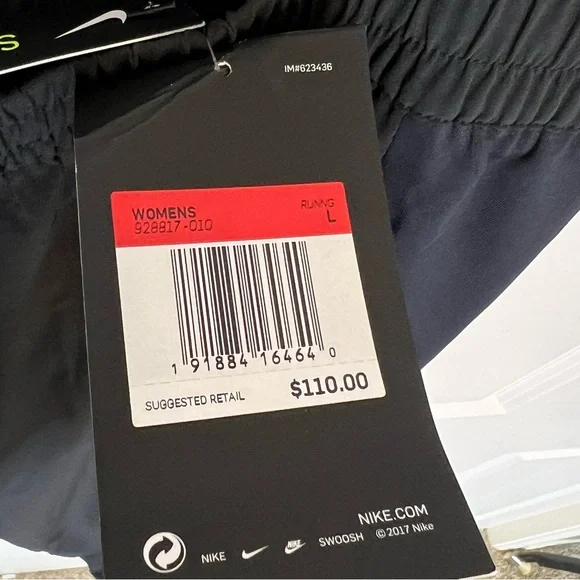 S
IM#623436
WOMENS RUNNG
928817-010 L
1 91884 16464 0
SUGGESTED RETAIL $110.00
NIKE.COM
NIKE SWOOSH ©2017 Nike